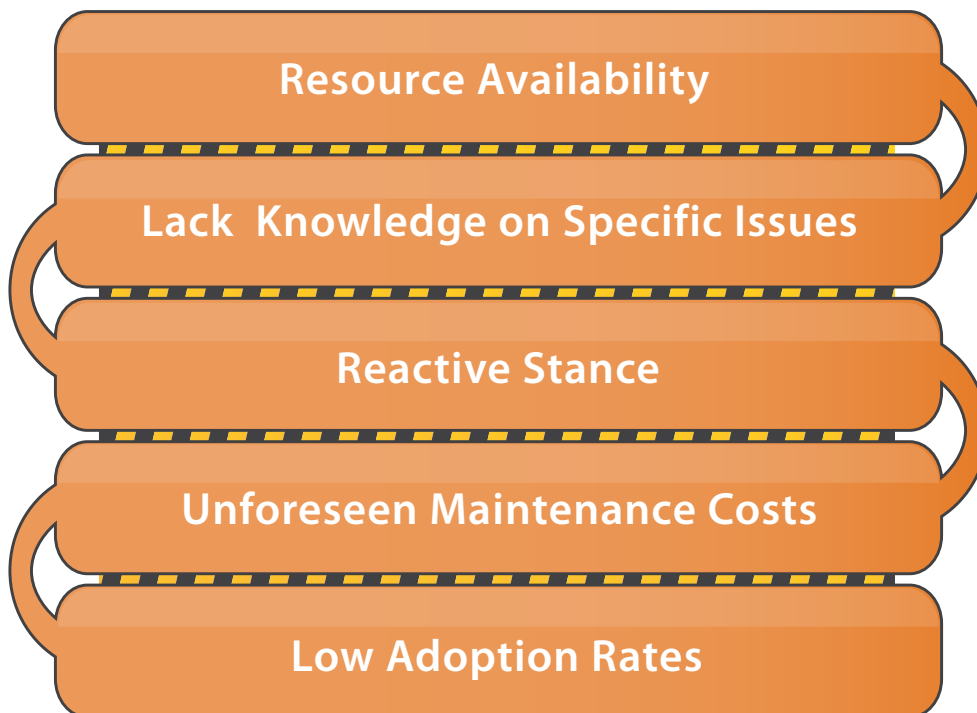 Resource Availability
Lack Knowledge on Specific Issues
Reactive Stance
Unforeseen Maintenance Costs
Low Adoption Rates